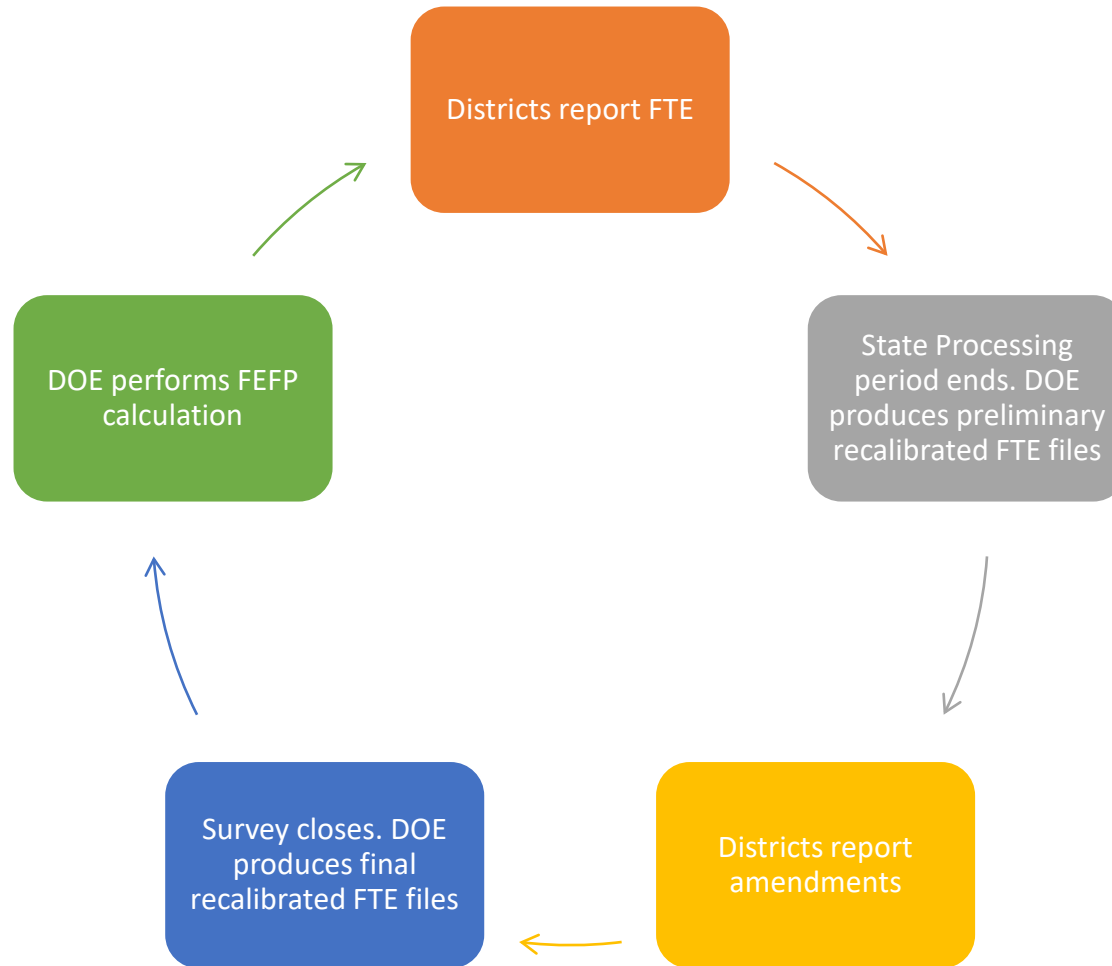 Districts report FTE
State Processing
period ends. DOE
produces preliminary
recalibrated FTE files
Districts report
amendments
Survey closes. DOE
produces final
recalibrated FTE files
DOE performs FEFP
calculation